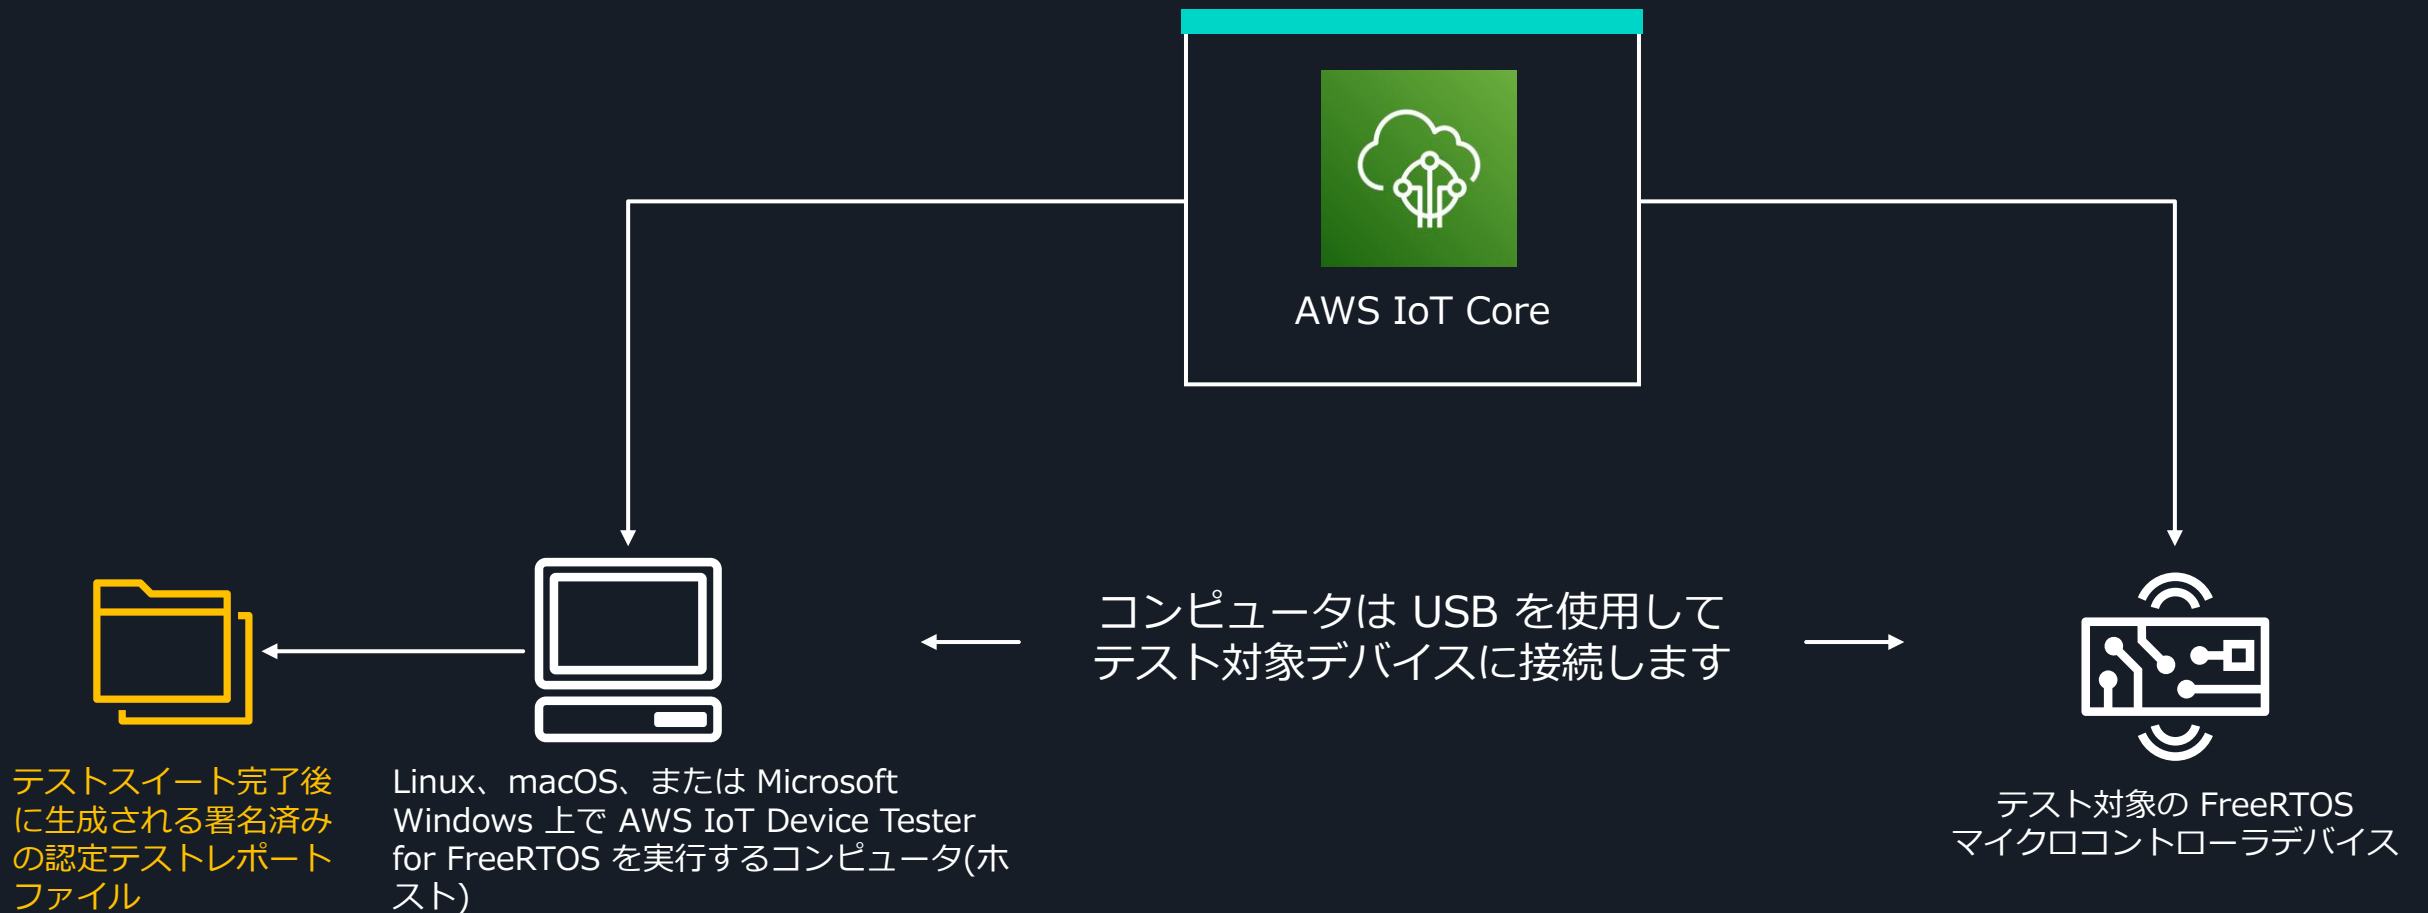 AWS IoT Core
コンピュータは USB を使用して
テスト対象デバイスに接続します
テストスイート完了後
に生成される署名済み
の認定テストレポート
ファイル
Linux、macOS、または Microsoft
Windows 上で AWS IoT Device Tester
for FreeRTOS を実行するコンピュータ(ホ
スト)
テスト対象の FreeRTOS
マイクロコントローラデバイス